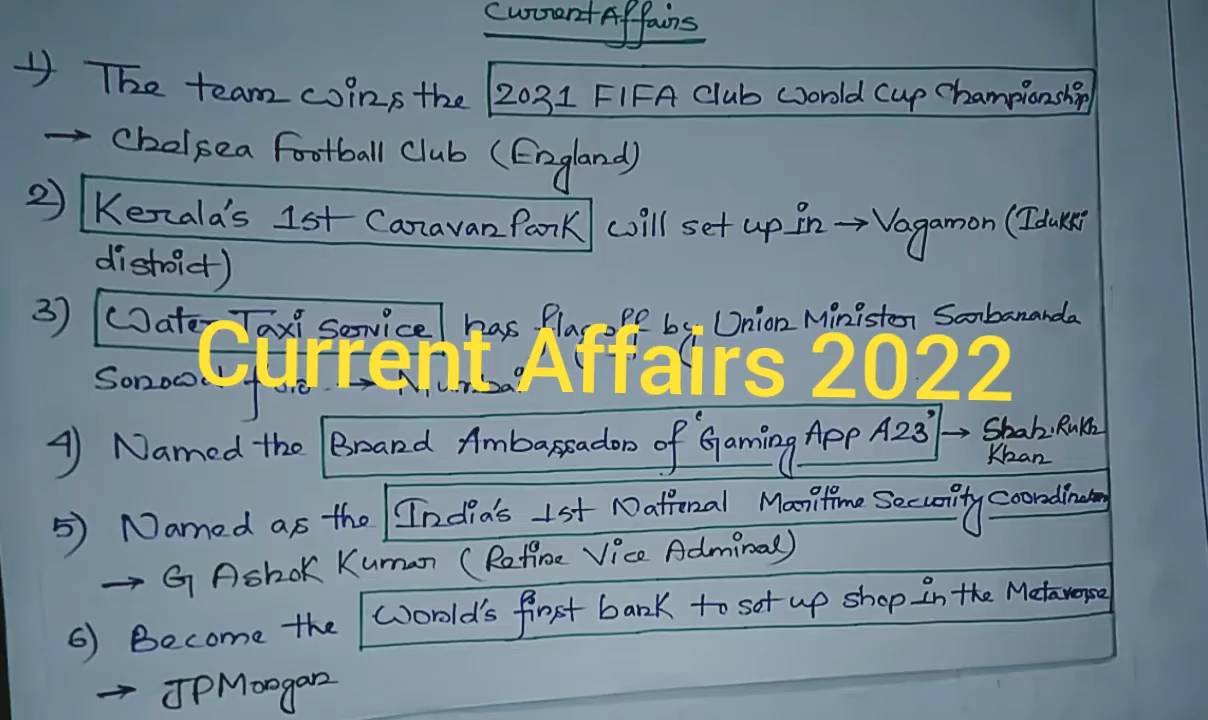 Current Affairs
1) The team wins the 2021 FIFA Club World Cup Championship
→ Chelsea Football Club (England)
2) Kerala's 1st Caravan Park will set up in → Vagamon (Idukki
district)
3) Water Taxi Service has flagoff by Union Minister Sarbananda
Sonowal → Mumbai
Current Affairs 2022
4) Named the Brand Ambassador of 'Gaming App A23' → Shah Rukh
Khan
5) Named as the India's 1st National Maritime Security Coordinator
→ G Ashok Kumar (Retire Vice Admiral)
6) Become the World's first bank to set up shop in the Metaverse
→ JPMorgan